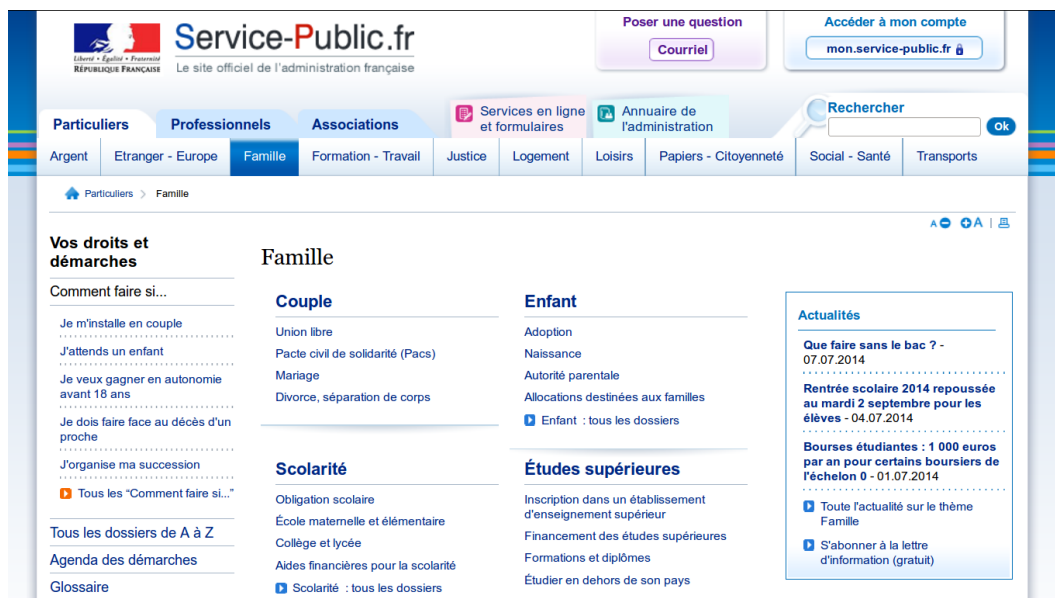 Service-Public.fr
Liberté • Égalité • Fraternité
RÉPUBLIQUE FRANÇAISE
Le site officiel de l'administration française
Poser une question
Courriel
Accéder à mon compte
mon.service-public.fr
Particuliers
Professionnels
Associations
Services en ligne
et formulaires
Annuaire de
l'administration
Rechercher
Ok
Argent
Etranger - Europe
Famille
Formation - Travail
Justice
Logement
Loisirs
Papiers - Citoyenneté
Social - Santé
Transports
Particuliers > Famille
A A
Vos droits et
démarches
Comment faire si...
Je m'installe en couple
J'attends un enfant
Je veux gagner en autonomie
avant 18 ans
Je dois faire face au décès d'un
proche
J'organise ma succession
Tous les “Comment faire si...”
Tous les dossiers de A à Z
Agenda des démarches
Glossaire
Famille
Couple
Union libre
Pacte civil de solidarité (Pacs)
Mariage
Divorce, séparation de corps
Enfant
Adoption
Naissance
Autorité parentale
Allocations destinées aux familles
Enfant : tous les dossiers
Scolarité
Obligation scolaire
École maternelle et élémentaire
Collège et lycée
Aides financières pour la scolarité
Scolarité : tous les dossiers
Études supérieures
Inscription dans un établissement
d'enseignement supérieur
Financement des études supérieures
Formations et diplômes
Étudier en dehors de son pays
Actualités
Que faire sans le bac ? -
07.07.2014
Rentrée scolaire 2014 repoussée
au mardi 2 septembre pour les
élèves - 04.07.2014
Bourses étudiantes : 1 000 euros
par an pour certains boursiers de
l'échelon 0 - 01.07.2014
Toute l'actualité sur le thème
Famille
S'abonner à la lettre
d'information (gratuit)